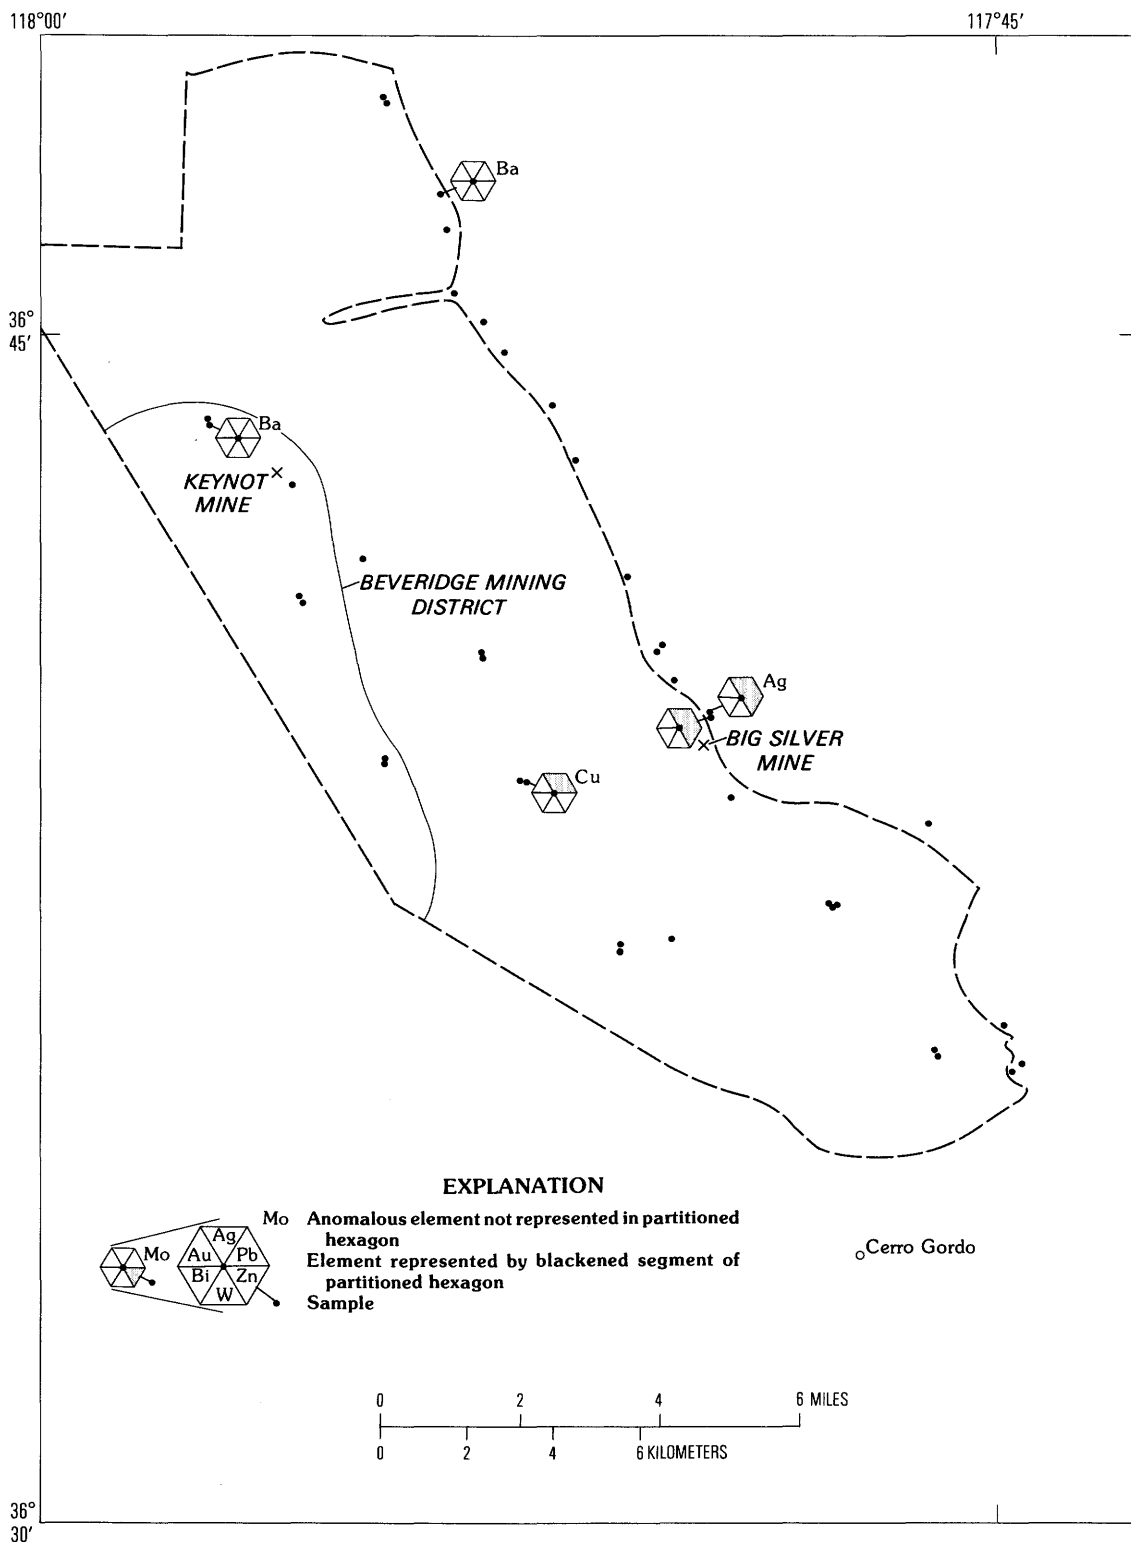 118°00′
117°45′
Ba
36°
45′
Ba
KEYNOT
MINE
BEVERIDGE MINING
DISTRICT
Ag
BIG SILVER
MINE
Cu
EXPLANATION
Mo
Anomalous element not represented in partitioned
hexagon
Mo
Ag
Au
Pb
Bi
Zn
W
Element represented by blackened segment of
partitioned hexagon
Sample
Cerro Gordo
0 2 4 6 MILES
0 2 4 6 KILOMETERS
36°
30′